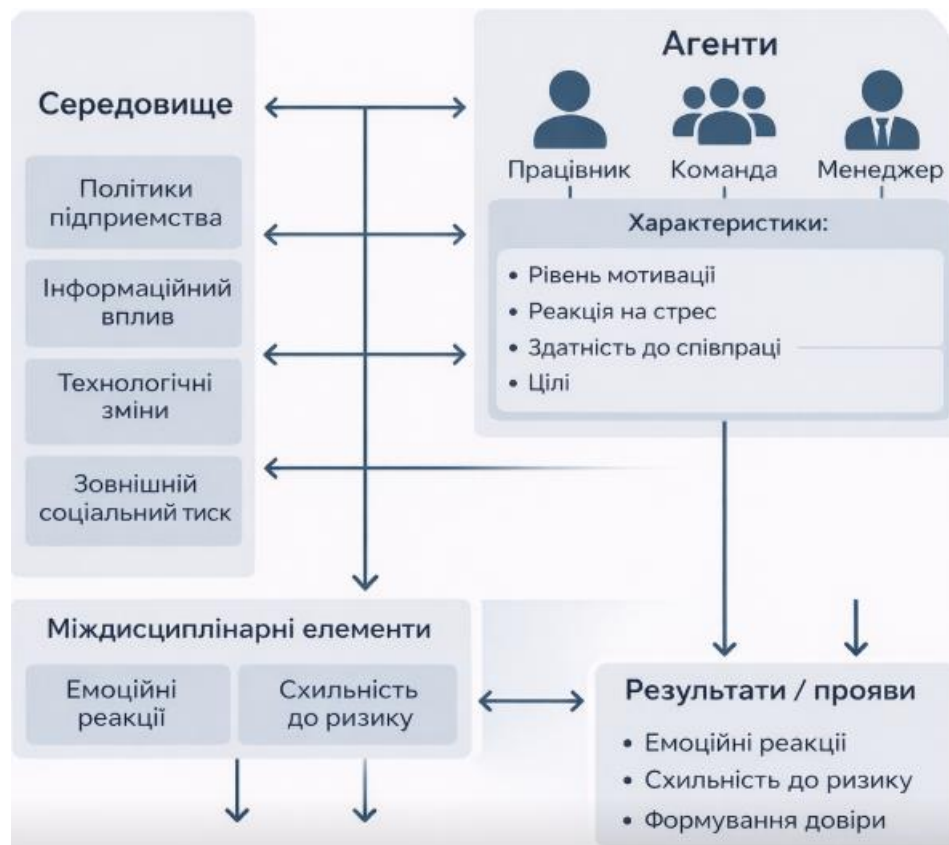 Середовище
Політики
підприємства
Інформаційний
вплив
Технологічні
зміни
Зовнішній
соціальний тиск
Агенти
Працівник
Команда
Менеджер
Характеристики:
• Рівень мотивації
• Реакція на стрес
• Здатність до співпраці
• Цілі
Міждисциплінарні елементи
Емоційні
реакції
Схильність
до ризику
Результати / прояви
• Емоційні реакції
• Схильність до ризику
• Формування довіри